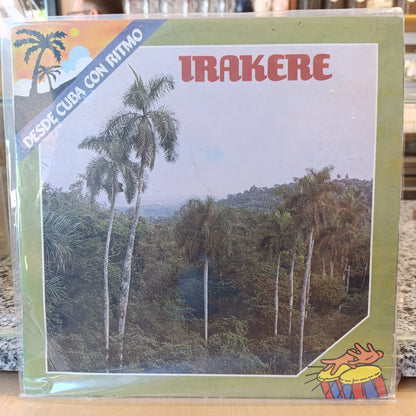 DESDE CUBA CON RITMO
IRAKERE